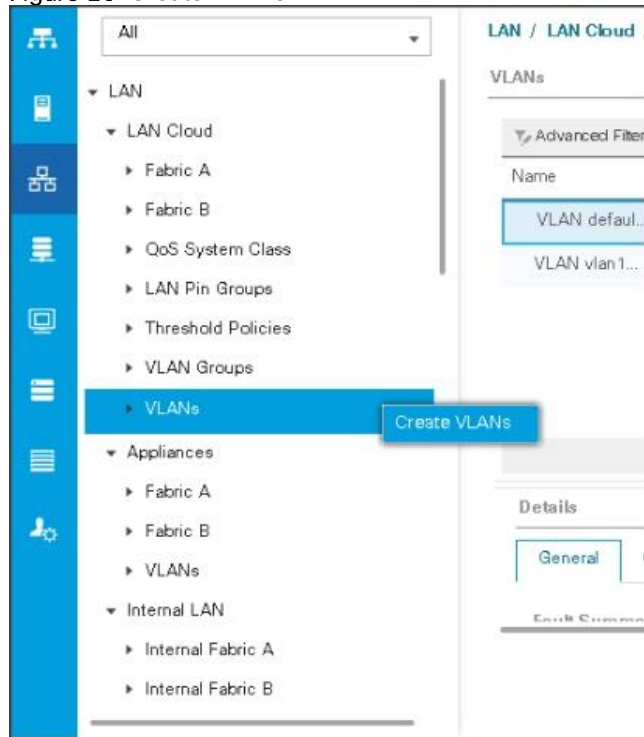 All
LAN
LAN Cloud
Fabric A
Fabric B
QoS System Class
LAN Pin Groups
Threshold Policies
VLAN Groups
VLANs
Create VLANs
Appliances
Fabric A
Fabric B
VLANs
Internal LAN
Internal Fabric A
Internal Fabric B
LAN / LAN Cloud
VLANs
Advanced Filter
Name
VLAN defaul...
VLAN vlan1...
Details
General